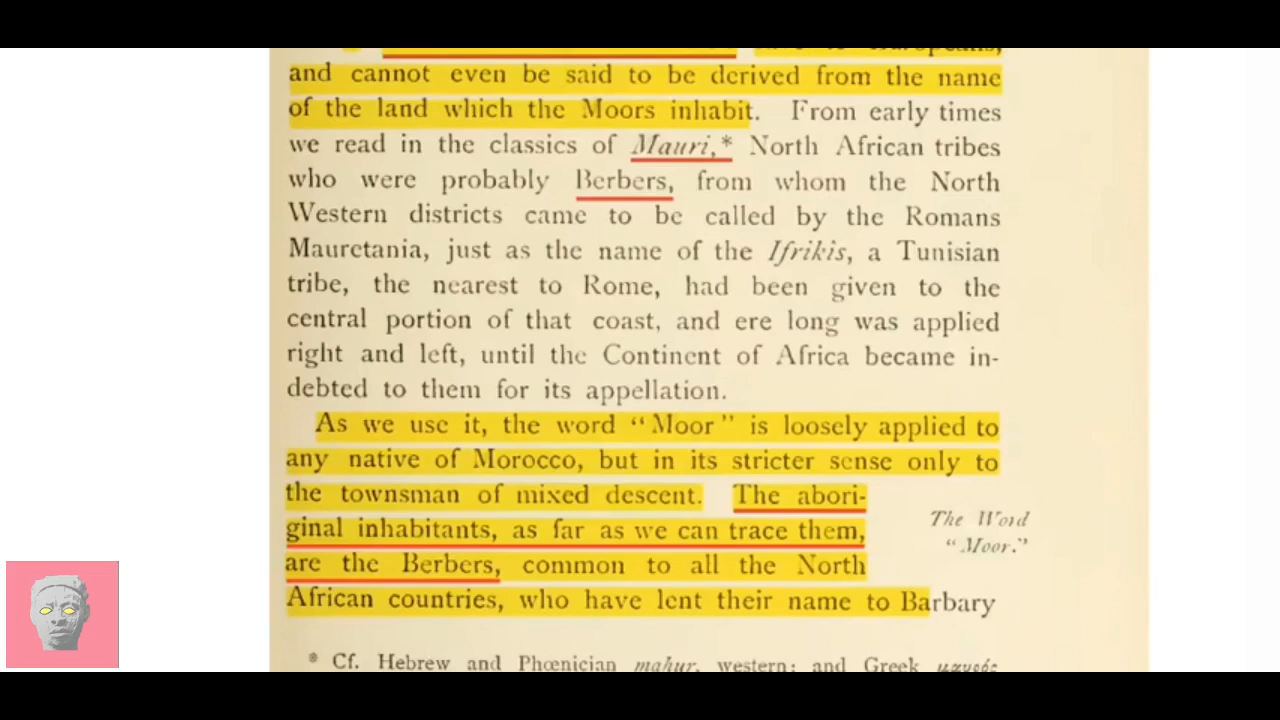 and cannot even be said to be derived from the name
of the land which the Moors inhabit. From early times
we read in the classics of Mauri,* North African tribes
who were probably Berbers, from whom the North
Western districts came to be called by the Romans
Mauretania, just as the name of the Ifrikis, a Tunisian
tribe, the nearest to Rome, had been given to the
central portion of that coast, and ere long was applied
right and left, until the Continent of Africa became in-
debted to them for its appellation.
As we use it, the word “Moor” is loosely applied to
any native of Morocco, but in its stricter sense only to
the townsman of mixed descent. The abori-
ginal inhabitants, as far as we can trace them,
are the Berbers, common to all the North
African countries, who have lent their name to Barbary
The Word
“Moor.”
* Cf. Hebrew and Phœnician mahur, western; and Greek